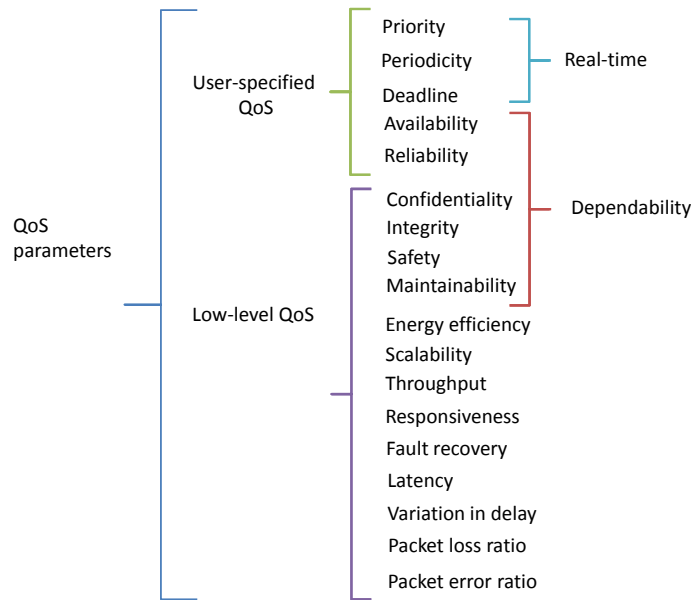 QoS
parameters
User-specified
QoS
Priority
Periodicity
Deadline
Availability
Reliability
Real-time
Low-level QoS
Confidentiality
Integrity
Safety
Maintainability
Energy efficiency
Scalability
Throughput
Responsiveness
Fault recovery
Latency
Variation in delay
Packet loss ratio
Packet error ratio
Dependability